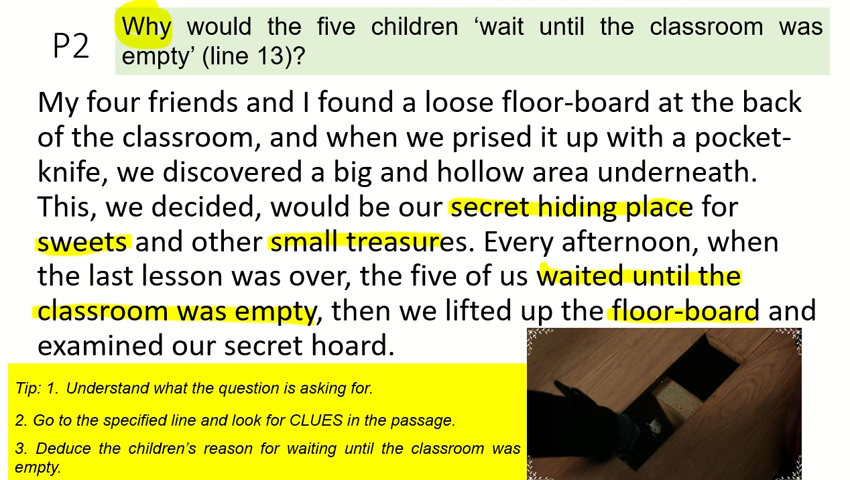 P2
Why would the five children ‘wait until the classroom was
empty’ (line 13)?
My four friends and I found a loose floor-board at the back
of the classroom, and when we prised it up with a pocket-
knife, we discovered a big and hollow area underneath.
This, we decided, would be our secret hiding place for
sweets and other small treasures. Every afternoon, when
the last lesson was over, the five of us waited until the
classroom was empty, then we lifted up the floor-board and
examined our secret hoard.
Tip: 1. Understand what the question is asking for.
2. Go to the specified line and look for CLUES in the passage.
3. Deduce the children’s reason for waiting until the classroom was
empty.